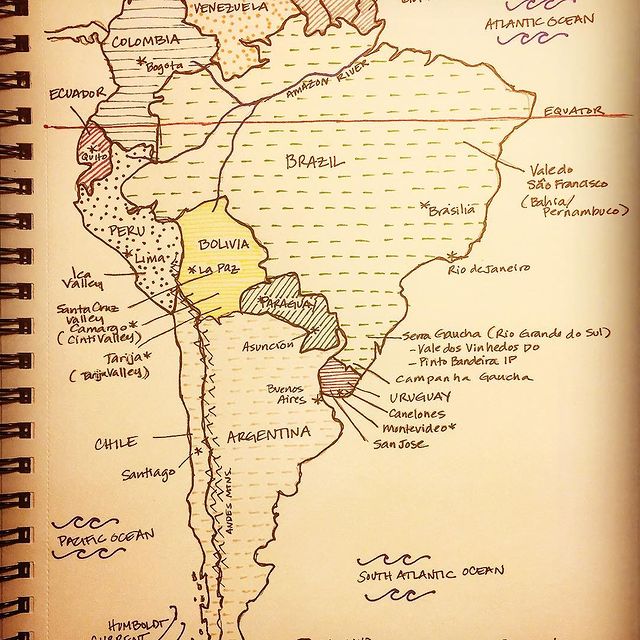 VENEZUELA
ATLANTIC OCEAN
COLOMBIA
*Bogota
ECUADOR
AMAZON RIVER
EQUATOR
Quito
BRAZIL
Vale do
São Francisco
(Bahia/
Pernambuco)
*Brasilia
PERU
*Lima
BOLIVIA
*LA PAZ
Rio de Janeiro
Ica
Valley
Santa Cruz
Valley
Camargo*
(Cinti Valley)
Tarija*
(Tarija Valley)
PARAGUAY
Asunción
Serra Gaucha (Rio Grande do Sul)
- Vale dos Vinhedos DO
- Pinto Bandeira IP
Campanha Gaucha
URUGUAY
Canelones
Montevideo*
San Jose
Buenos
Aires
CHILE
Santiago
ARGENTINA
ANDES MTNS.
PACIFIC OCEAN
SOUTH ATLANTIC OCEAN
HUMBOLDT
CURRENT